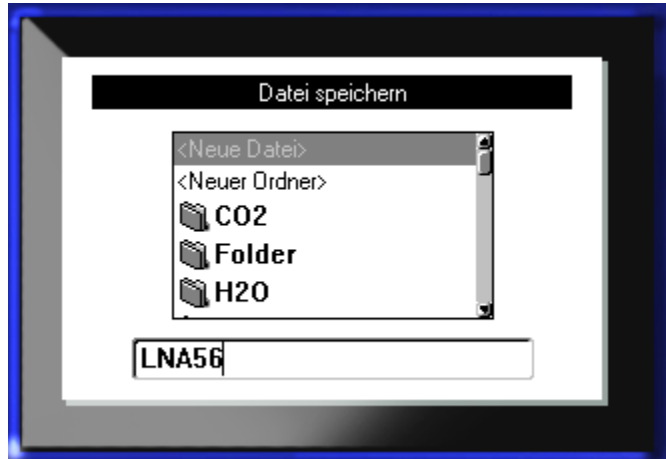 Datei speichern
<Neue Datei>
<Neuer Ordner>
CO2
Folder
H2O
LNA56